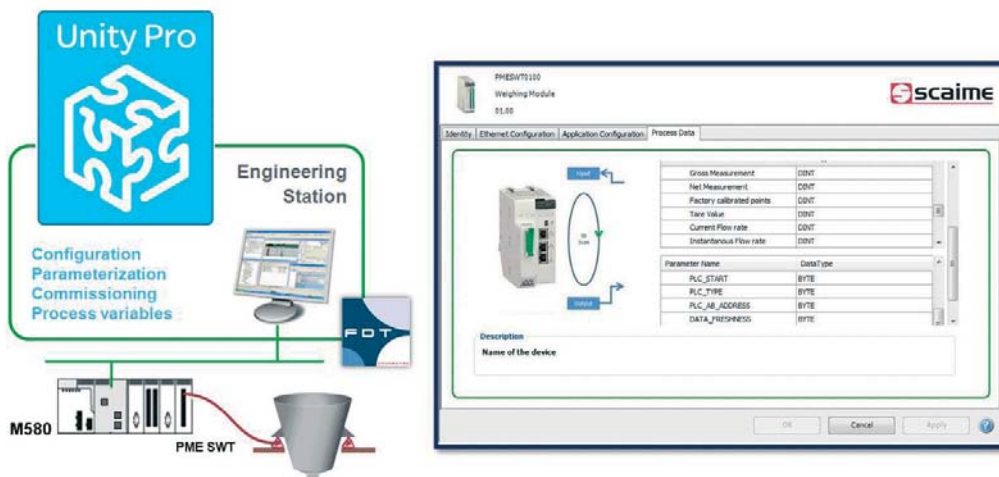 Unity Pro
Engineering
Station
Configuration
Parameterization
Commissioning
Process variables
FDT
M580
PME SWT
PMESWT0100
Weighing Module
01.00
scaime
Identity
Ethernet Configuration
Application Configuration
Process Data
Input
IO
Scan
Output
Gross Measurement DINT
Net Measurement DINT
Factory calibrated points DINT
Tare Value DINT
Current Flow rate DINT
Instantanous Flow rate DINT
Parameter Name DataType
PLC_START BYTE
PLC_TYPE BYTE
PLC_AB_ADDRESS BYTE
DATA_FRESHNESS BYTE
Description
Name of the device
OK
Cancel
Apply
?